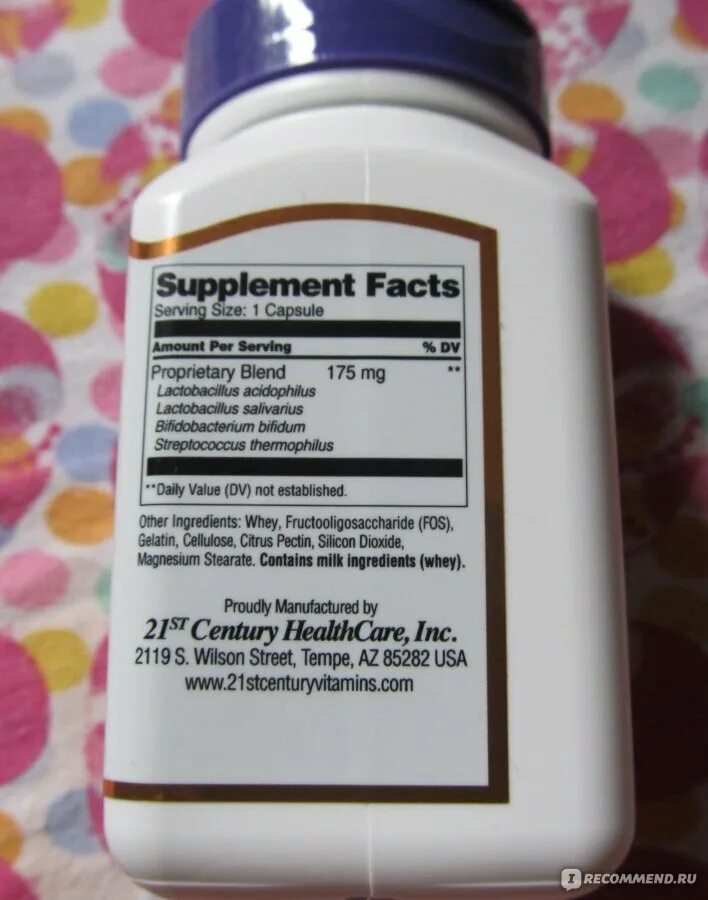 Supplement Facts
Serving Size: 1 Capsule
Amount Per Serving % DV
Proprietary Blend 175 mg **
Lactobacillus acidophilus
Lactobacillus salivarius
Bifidobacterium bifidum
Streptococcus thermophilus
**Daily Value (DV) not established.
Other Ingredients: Whey, Fructooligosaccharide (FOS),
Gelatin, Cellulose, Citrus Pectin, Silicon Dioxide,
Magnesium Stearate. Contains milk ingredients (whey).
Proudly Manufactured by
21ST Century HealthCare, Inc.
2119 S. Wilson Street, Tempe, AZ 85282 USA
www.21stcenturyvitamins.com
I RECOMMEND.RU